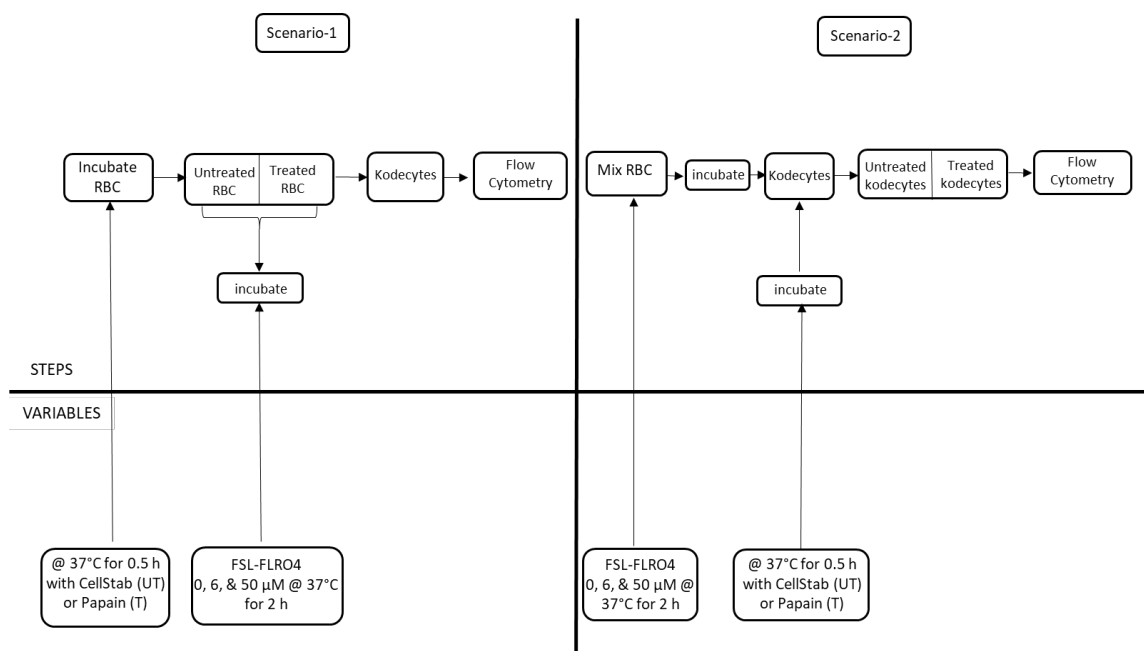 Scenario-1
Incubate
RBC
Untreated
RBC
Treated
RBC
Kodecytes
Flow
Cytometry
incubate
Scenario-2
Mix RBC
incubate
Kodecytes
Untreated
kodecytes
Treated
kodecytes
Flow
Cytometry
incubate
STEPS
VARIABLES
@ 37°C for 0.5 h
with CellStab (UT)
or Papain (T)
FSL-FLRO4
0, 6, & 50 µM @ 37°C
for 2 h
FSL-FLRO4
0, 6, & 50 µM @
37°C for 2 h
@ 37°C for 0.5 h
with CellStab (UT)
or Papain (T)